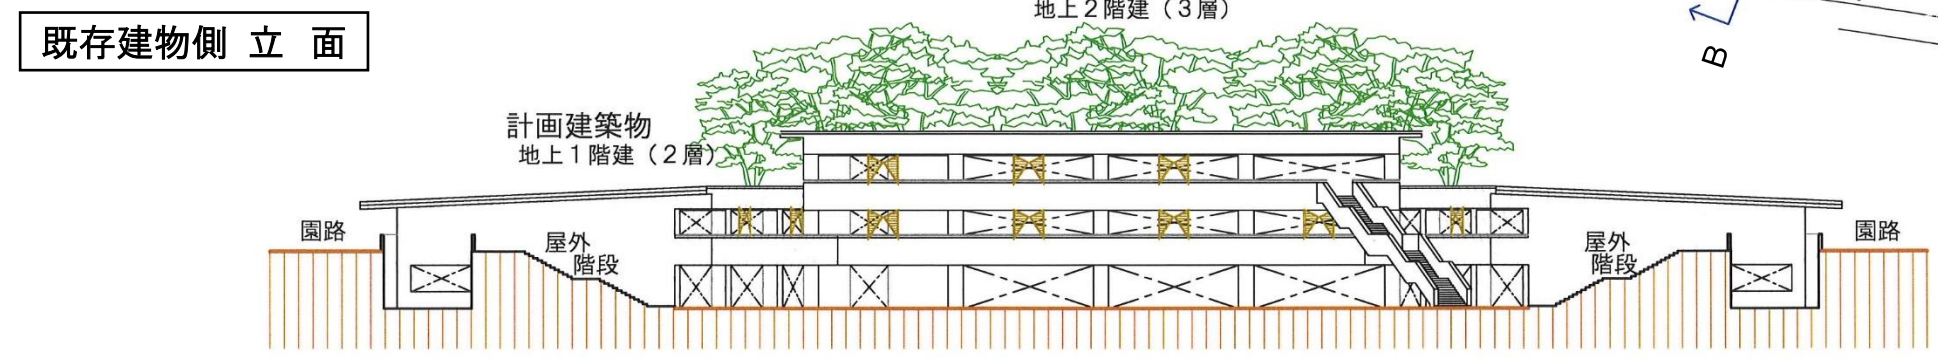 地上２階建（３層）
既存建物側 立 面
B
計画建築物
地上１階建（２層）
園路
屋外
階段
屋外
階段
園路